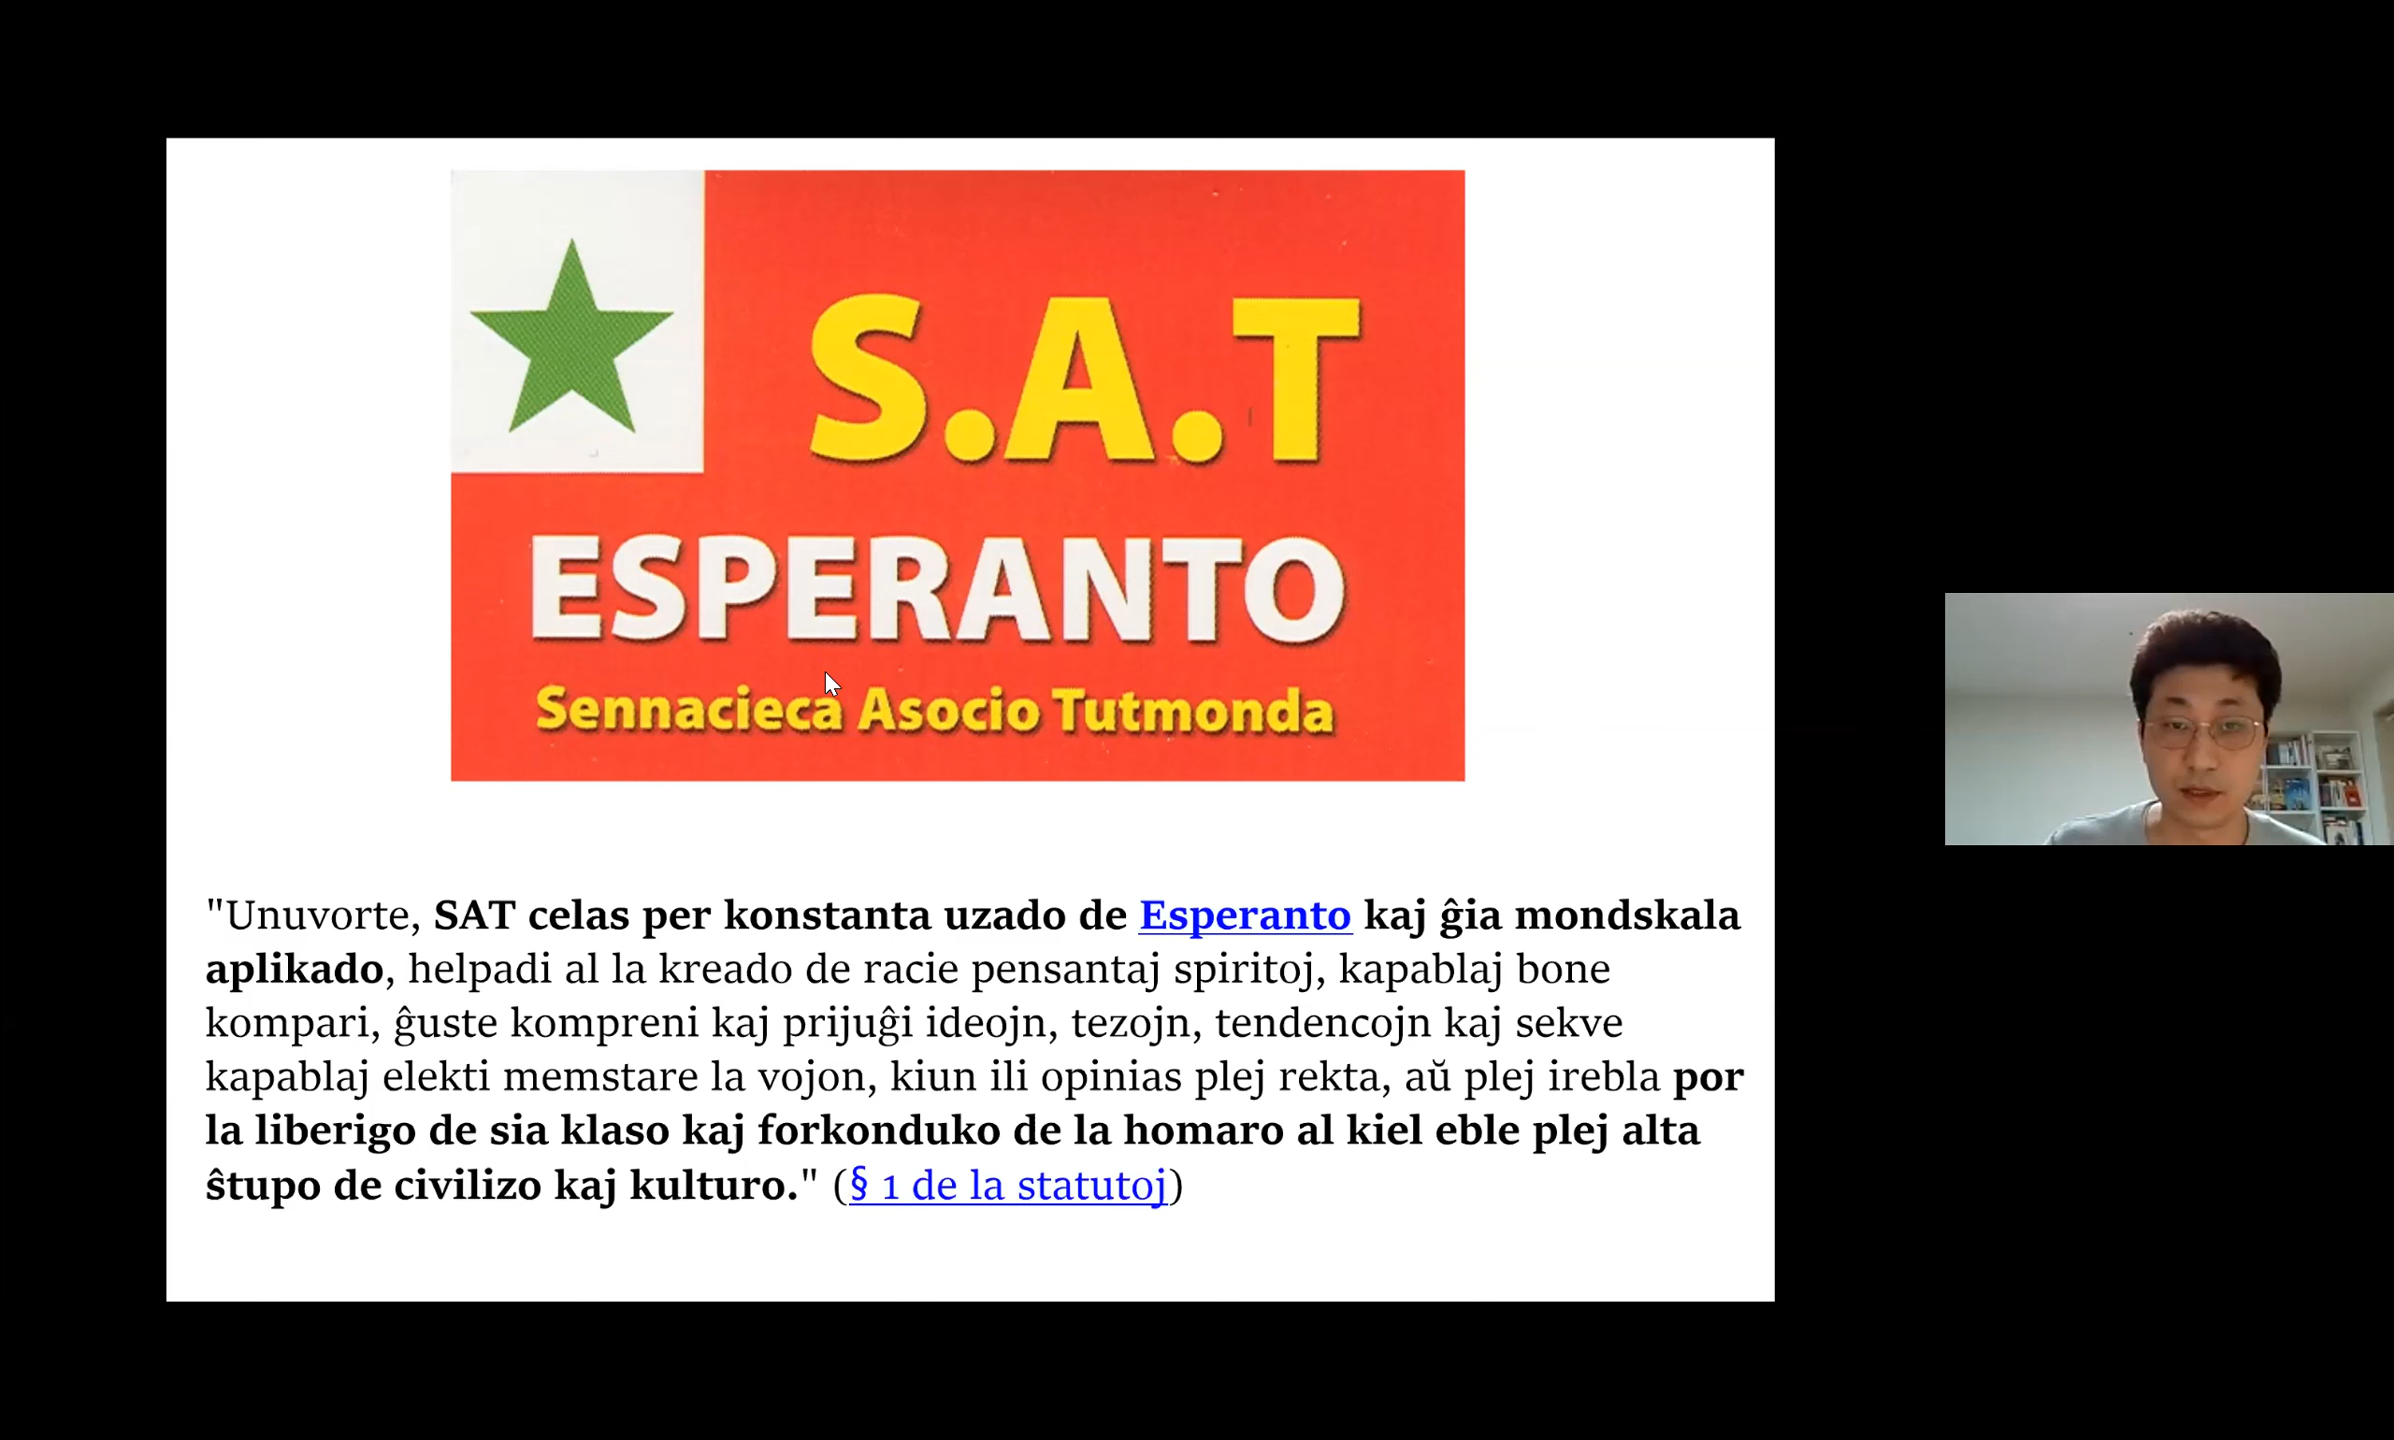 S.A.T
ESPERANTO
Sennacieca Asocio Tutmonda
"Unuvorte, SAT celas per konstanta uzado de Esperanto kaj ĝia mondskala
aplikado, helpadi al la kreado de racie pensantaj spiritoj, kapablaj bone
kompari, ĝuste kompreni kaj prijuĝi ideojn, tezojn, tendencojn kaj sekve
kapablaj elekti memstare la vojon, kiun ili opinias plej rekta, aŭ plej irebla por
la liberigo de sia klaso kaj forkonduko de la homaro al kiel eble plej alta
ŝtupo de civilizo kaj kulturo." (§ 1 de la statutoj)